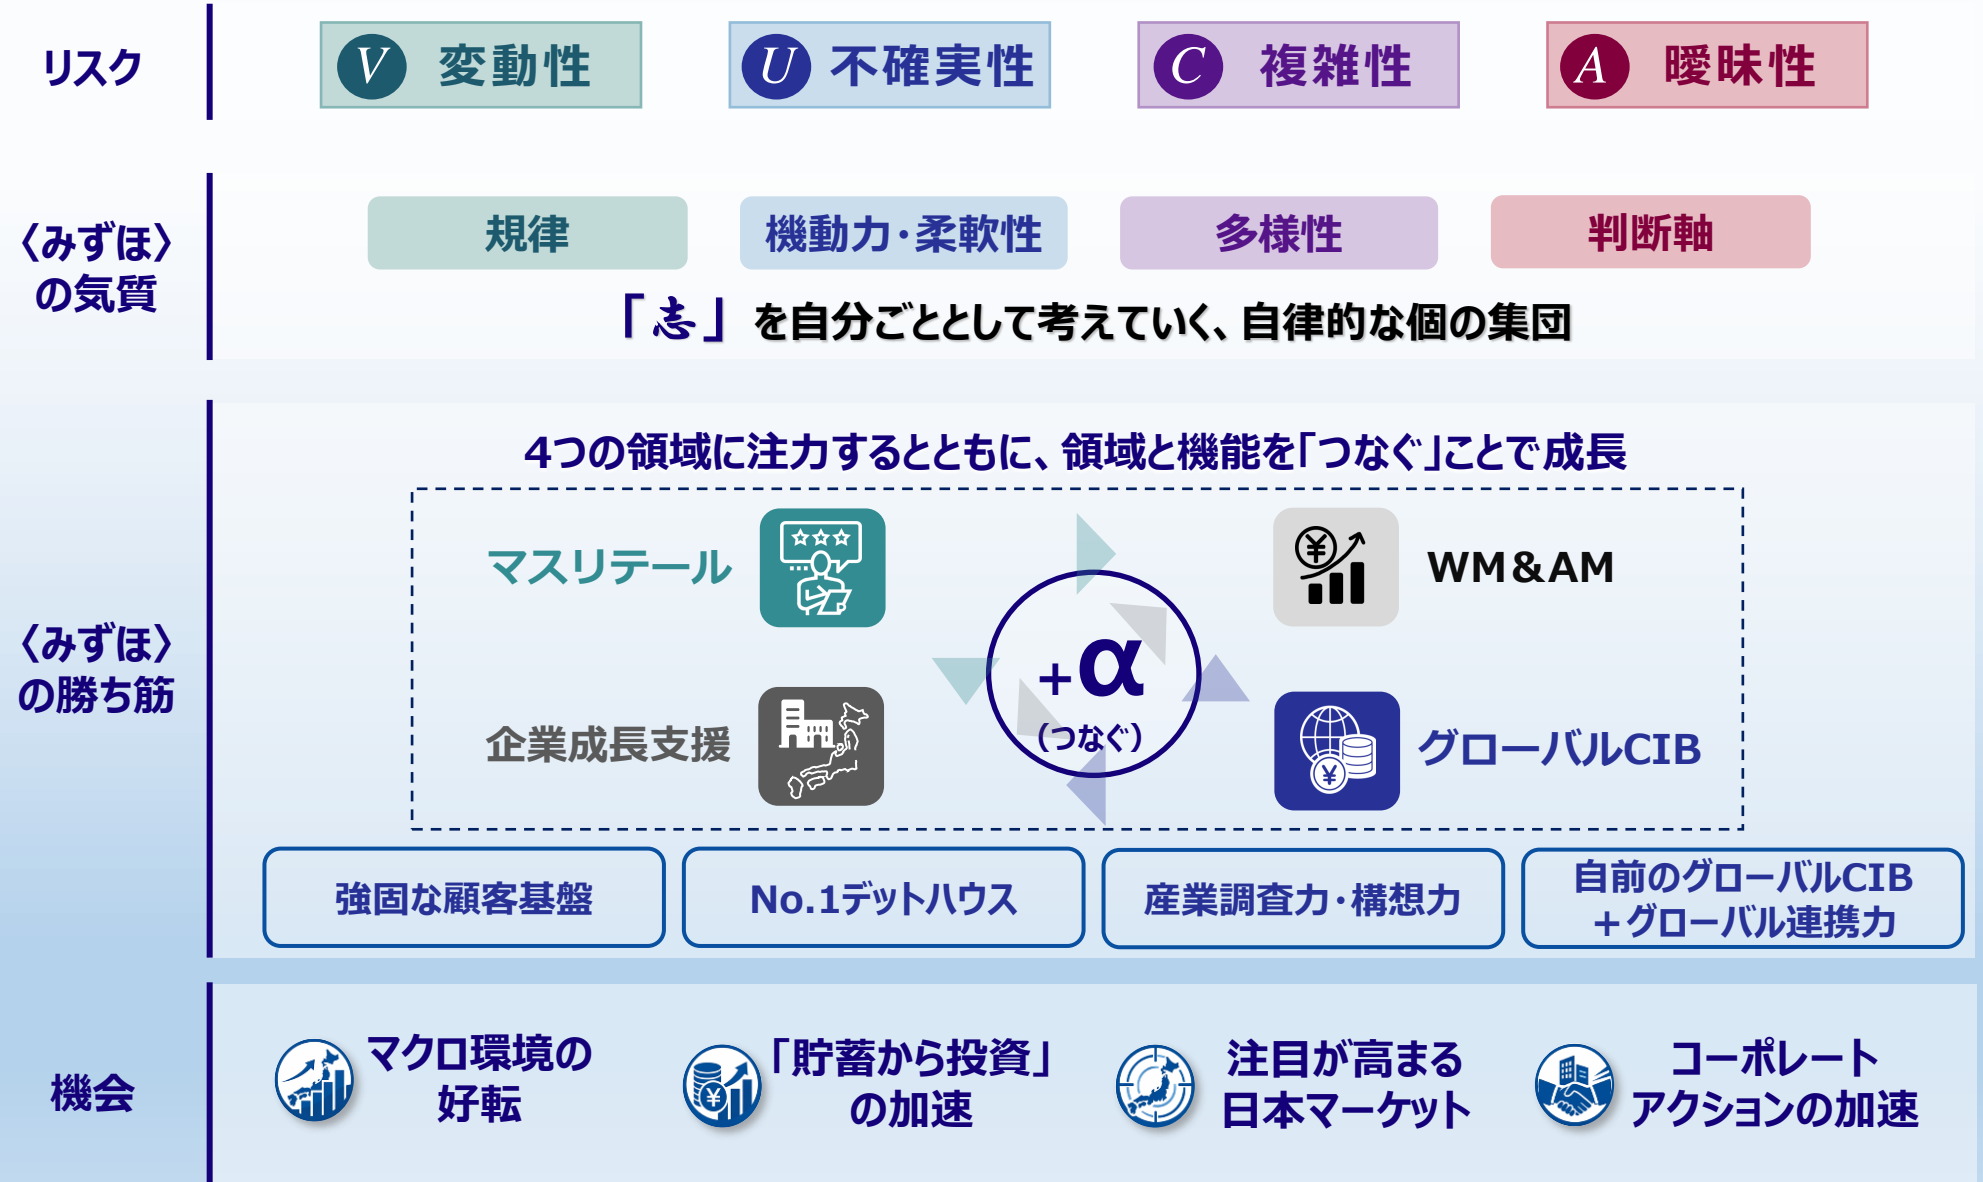 リスク
V 変動性
U 不確実性
C 複雑性
A 曖昧性
〈みずほ〉
の気質
規律
機動力・柔軟性
多様性
判断軸
「志」を自分ごととして考えていく、自律的な個の集団
〈みずほ〉
の勝ち筋
4つの領域に注力するとともに、領域と機能を「つなぐ」ことで成長
マスリテール
WM&AM
+α
(つなぐ)
企業成長支援
グローバルCIB
強固な顧客基盤
No.1デットハウス
産業調査力・構想力
自前のグローバルCIB
+グローバル連携力
機会
マクロ環境の
好転
「貯蓄から投資」
の加速
注目が高まる
日本マーケット
コーポレート
アクションの加速